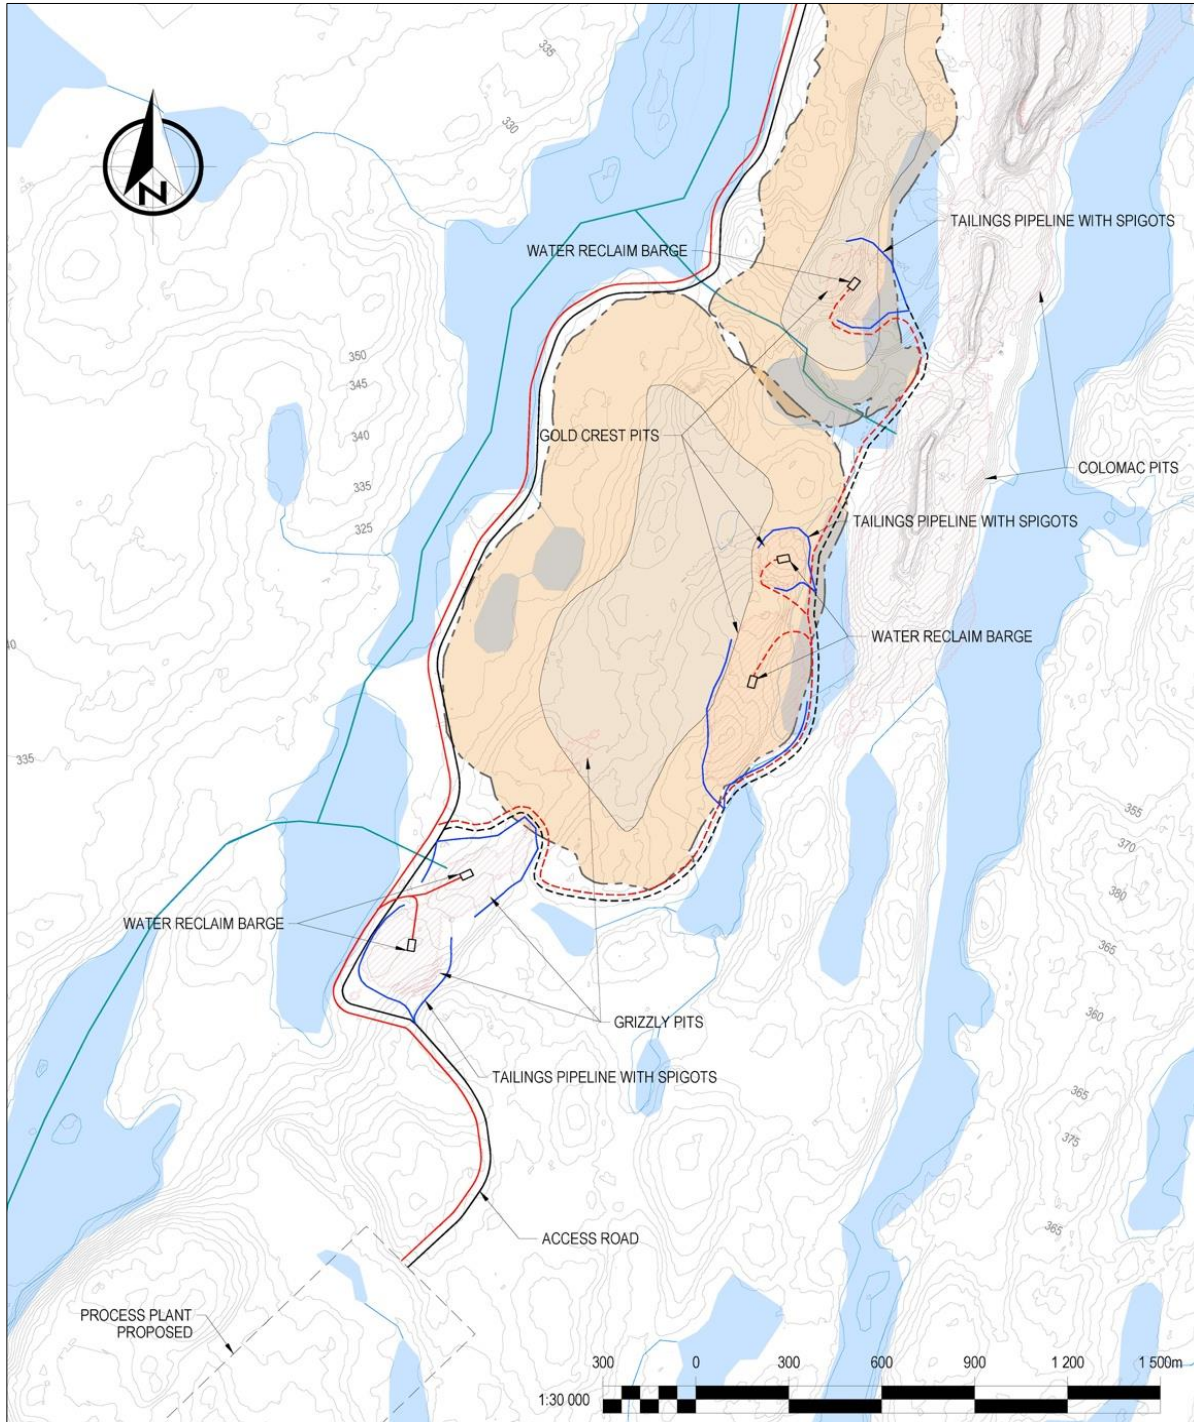 335
330
N
TAILINGS PIPELINE WITH SPIGOTS
WATER RECLAIM BARGE
350
345
340
335
325
GOLD CREST PITS
COLOMAC PITS
TAILINGS PIPELINE WITH SPIGOTS
WATER RECLAIM BARGE
40
335
355
370
380
365
360
WATER RECLAIM BARGE
GRIZZLY PITS
TAILINGS PIPELINE WITH SPIGOTS
365
375
365
ACCESS ROAD
PROCESS PLANT
PROPOSED
300 0 300 600 900 1 200 1 500m
1:30 000